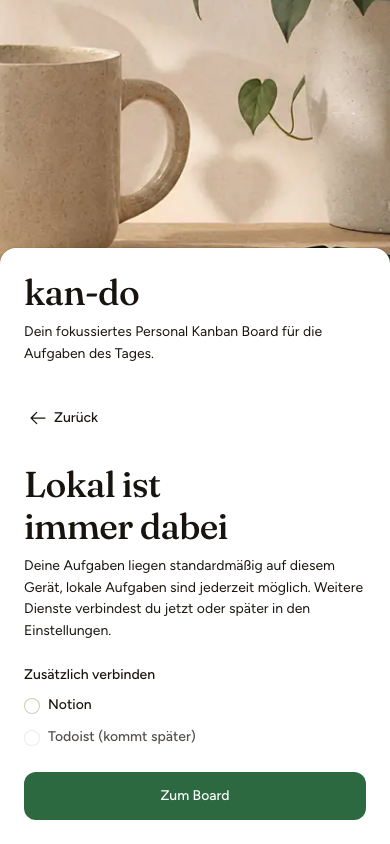 kan-do
Dein fokussiertes Personal Kanban Board für die
Aufgaben des Tages.
Zurück
Lokal ist
immer dabei
Deine Aufgaben liegen standardmäßig auf diesem
Gerät, lokale Aufgaben sind jederzeit möglich. Weitere
Dienste verbindest du jetzt oder später in den
Einstellungen.
Zusätzlich verbinden
Notion
Todoist (kommt später)
Zum Board